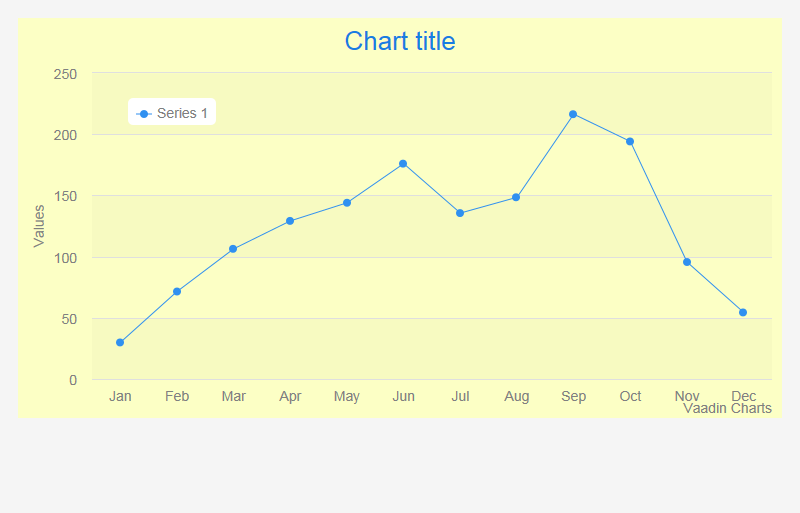 Chart title
250
Series 1
200
150
Values
100
50
0
Jan Feb Mar Apr May Jun Jul Aug Sep Oct Nov Dec
Vaadin Charts